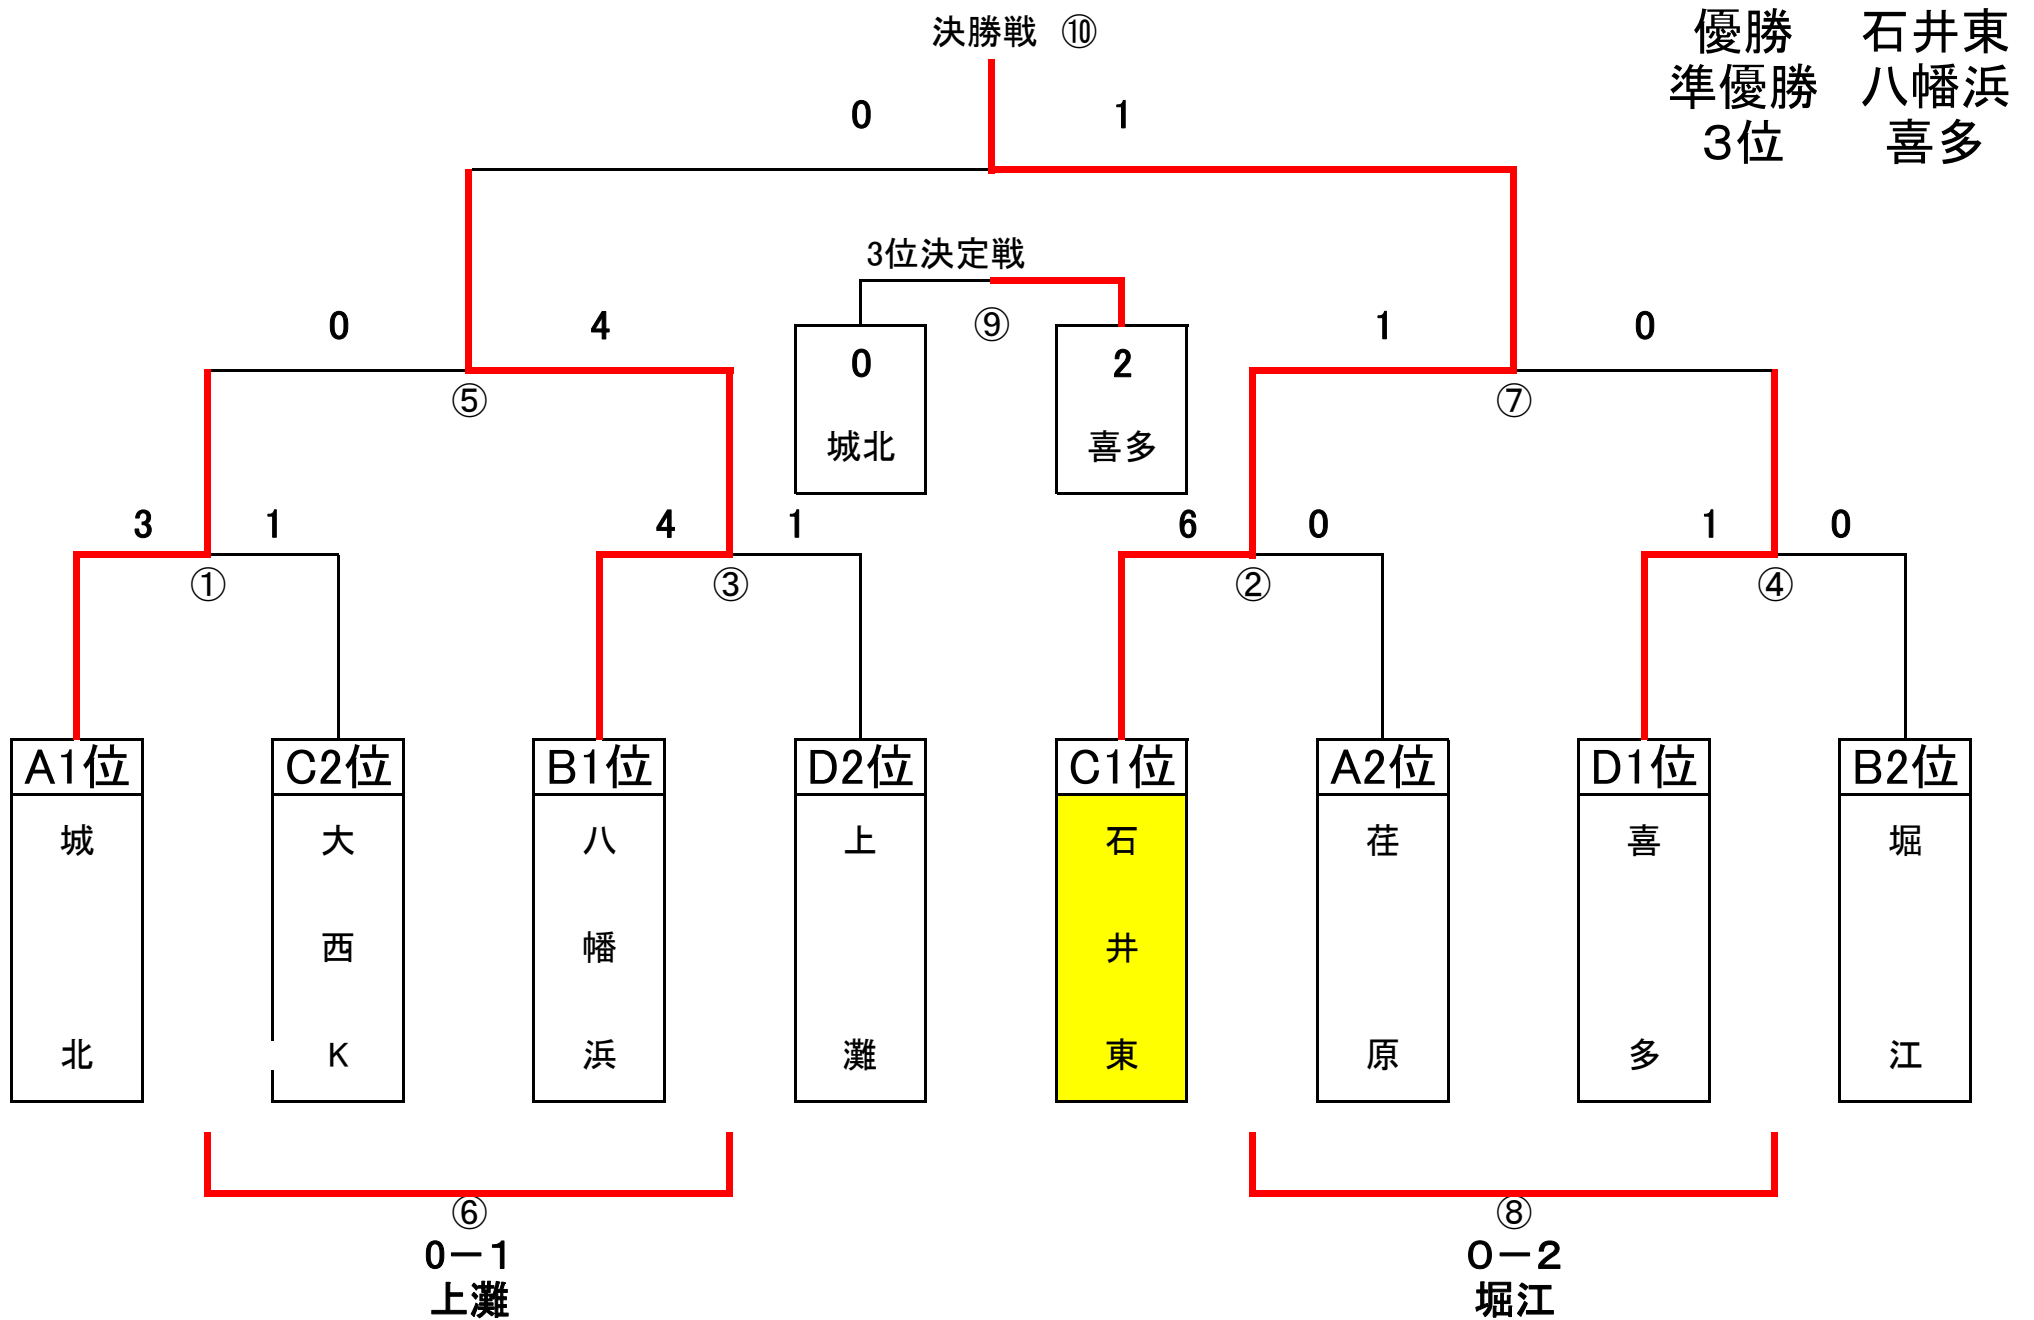 決勝戦 ⑩
優勝 石井東
準優勝 八幡浜
3位 喜多
0 1
3位決定戦
⑨
0 4
1 0
0 2
城北 喜多
⑤ ⑦
3 1 4 1 6 0 1 0
① ③ ② ④
A1位 C2位 B1位 D2位 C1位 A2位 D1位 B2位
城北
大西K
八幡浜
上灘
石井東
荏原
喜多
堀江
⑥ ⑧
0－1 0－2
上灘 堀江